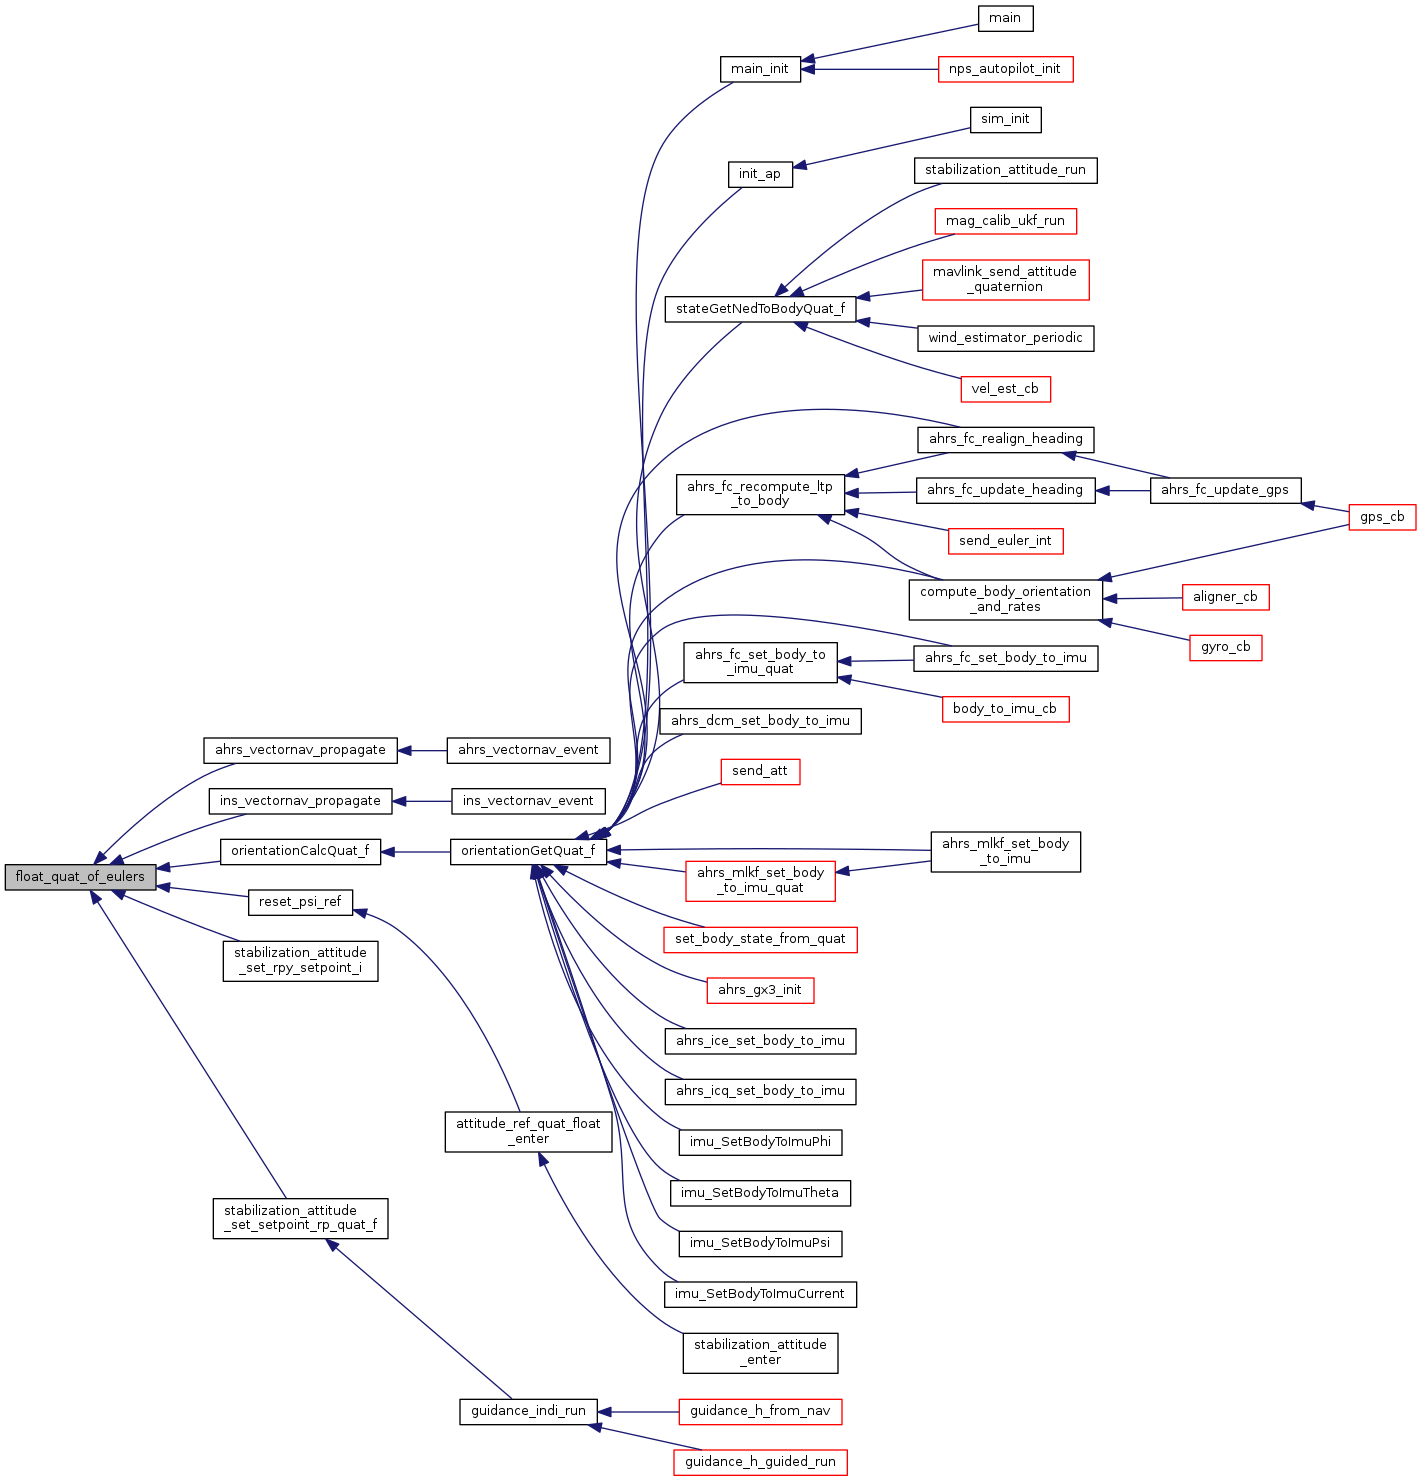 main
main_init
nps_autopilot_init
sim_init
init_ap
stabilization_attitude_run
mag_calib_ukf_run
mavlink_send_attitude
_quaternion
stateGetNedToBodyQuat_f
wind_estimator_periodic
vel_est_cb
ahrs_fc_realign_heading
ahrs_fc_recompute_ltp
_to_body
ahrs_fc_update_heading
ahrs_fc_update_gps
gps_cb
send_euler_int
compute_body_orientation
_and_rates
aligner_cb
gyro_cb
ahrs_fc_set_body_to
_imu_quat
ahrs_fc_set_body_to_imu
body_to_imu_cb
ahrs_dcm_set_body_to_imu
ahrs_vectornav_propagate
ahrs_vectornav_event
send_att
ins_vectornav_propagate
ins_vectornav_event
orientationCalcQuat_f
orientationGetQuat_f
ahrs_mlkf_set_body
_to_imu
float_quat_of_eulers
ahrs_mlkf_set_body
_to_imu_quat
reset_psi_ref
set_body_state_from_quat
stabilization_attitude
_set_rpy_setpoint_i
ahrs_gx3_init
ahrs_ice_set_body_to_imu
ahrs_icq_set_body_to_imu
attitude_ref_quat_float
_enter
imu_SetBodyToImuPhi
imu_SetBodyToImuTheta
stabilization_attitude
_set_setpoint_rp_quat_f
imu_SetBodyToImuPsi
imu_SetBodyToImuCurrent
stabilization_attitude
_enter
guidance_indi_run
guidance_h_from_nav
guidance_h_guided_run